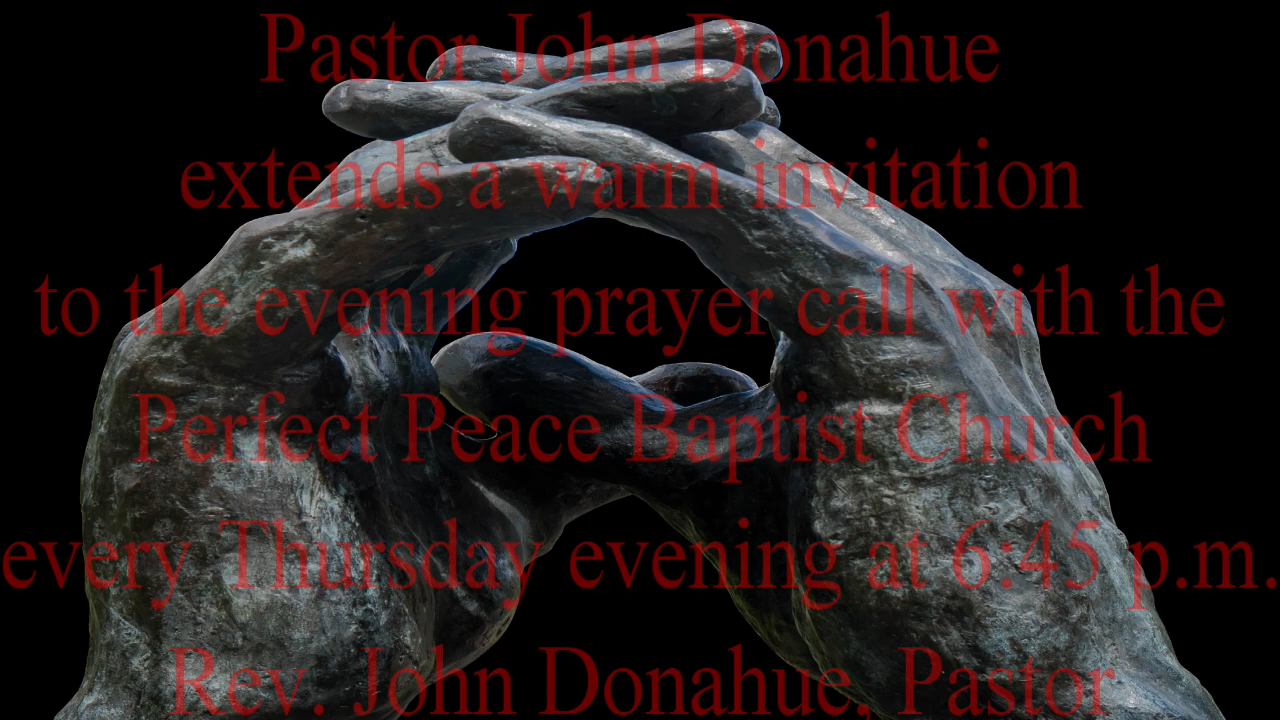 Pastor John Donahue
extends a warm invitation
to the evening prayer call with the
Perfect Peace Baptist Church
every Thursday evening at 6:45 p.m.
Rev. John Donahue, Pastor